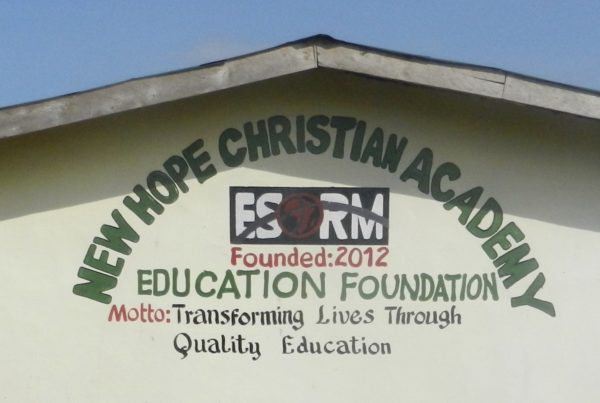 NEW HOPE CHRISTIAN ACADEMY
ESORM
Founded:2012
EDUCATION FOUNDATION
Motto:Transforming Lives Through
Quality Education